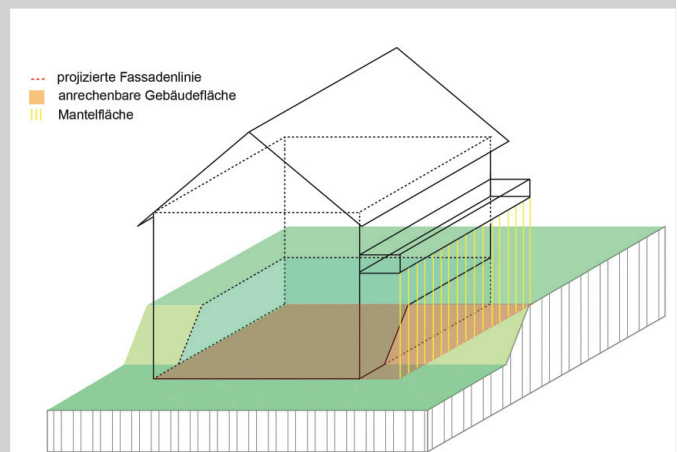 projizierte Fassadenlinie
anrechenbare Gebäudefläche
Mantelfläche